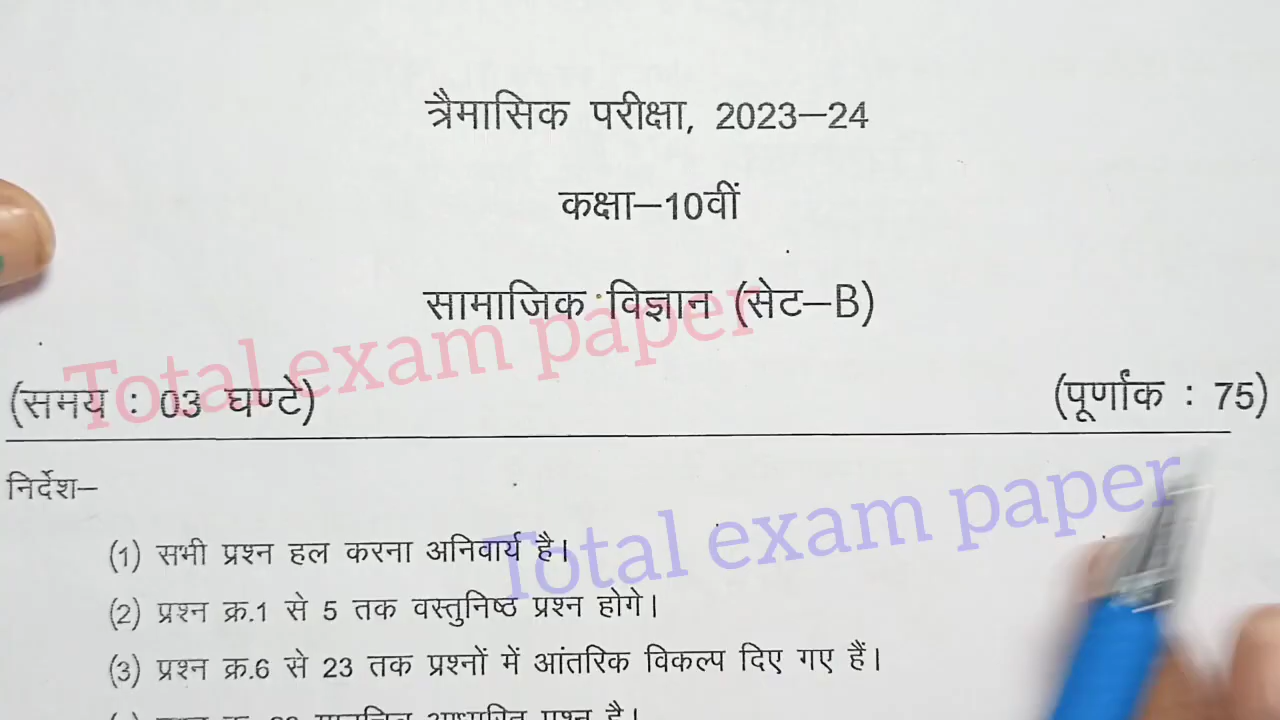 त्रैमासिक परीक्षा, 2023–24
कक्षा–10वीं
सामाजिक विज्ञान (सेट–B)
Total exam paper
(समय : 03 घण्टे) (पूर्णांक : 75)
निर्देश–
Total exam paper
(1) सभी प्रश्न हल करना अनिवार्य है।
(2) प्रश्न क्र.1 से 5 तक वस्तुनिष्ठ प्रश्न होगे।
(3) प्रश्न क्र.6 से 23 तक प्रश्नों में आंतरिक विकल्प दिए गए हैं।